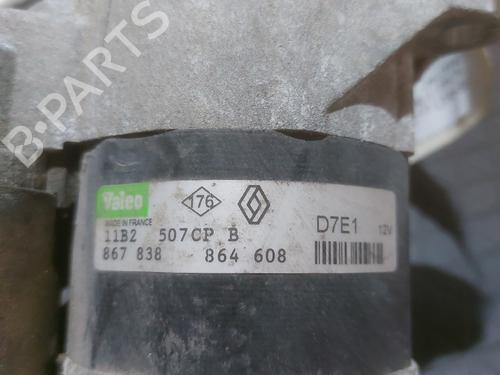 B-PARTS
Valeo
MADE IN FRANCE
176
D7E1
12V
11B2 507CP B
867 838 864 608